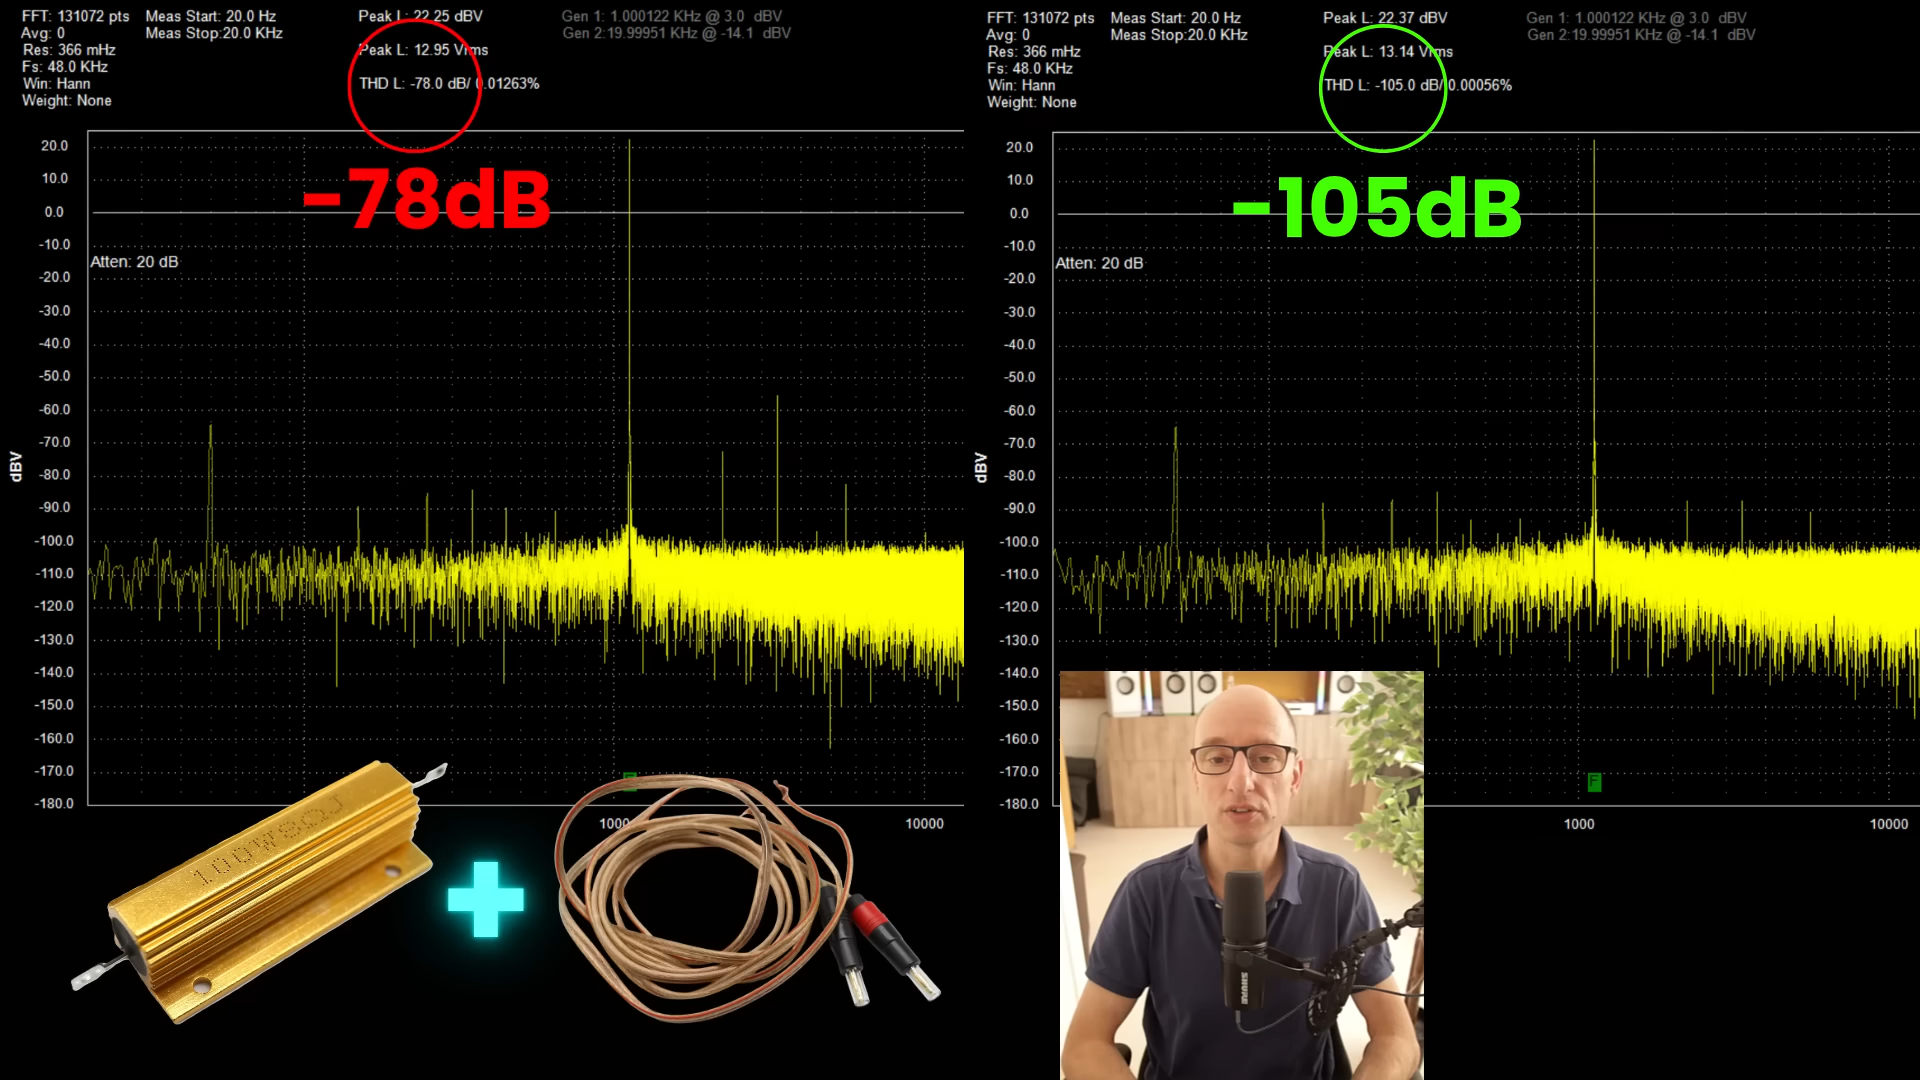 FFT: 131072 pts Meas Start: 20.0 Hz Peak L: 22.25 dBV Gen 1: 1.000122 KHz @ 3.0 dBV
Avg: 0 Meas Stop:20.0 KHz Gen 2:19.99951 KHz @ -14.1 dBV
Res: 366 mHz Peak L: 12.95 Vrms
Fs: 48.0 KHz
Win: Hann THD L: -78.0 dB/ 0.01263%
Weight: None
20.0
10.0
-78dB
0.0
-10.0
Atten: 20 dB
-20.0
-30.0
-40.0
-50.0
-60.0
-70.0
dBV
-80.0
-90.0
-100.0
-110.0
-120.0
-130.0
-140.0
-150.0
-160.0
-170.0
-180.0
1000 10000
100W8ΩJ
FFT: 131072 pts Meas Start: 20.0 Hz Peak L: 22.37 dBV Gen 1: 1.000122 KHz @ 3.0 dBV
Avg: 0 Meas Stop:20.0 KHz Gen 2:19.99951 KHz @ -14.1 dBV
Res: 366 mHz Peak L: 13.14 Vrms
Fs: 48.0 KHz
Win: Hann THD L: -105.0 dB/ 0.00056%
Weight: None
20.0
10.0
-105dB
0.0
-10.0
Atten: 20 dB
-20.0
-30.0
-40.0
-50.0
-60.0
-70.0
dBV
-80.0
-90.0
-100.0
-110.0
-120.0
-130.0
-140.0
-150.0
-160.0
-170.0
F
-180.0
1000 10000
SHURE